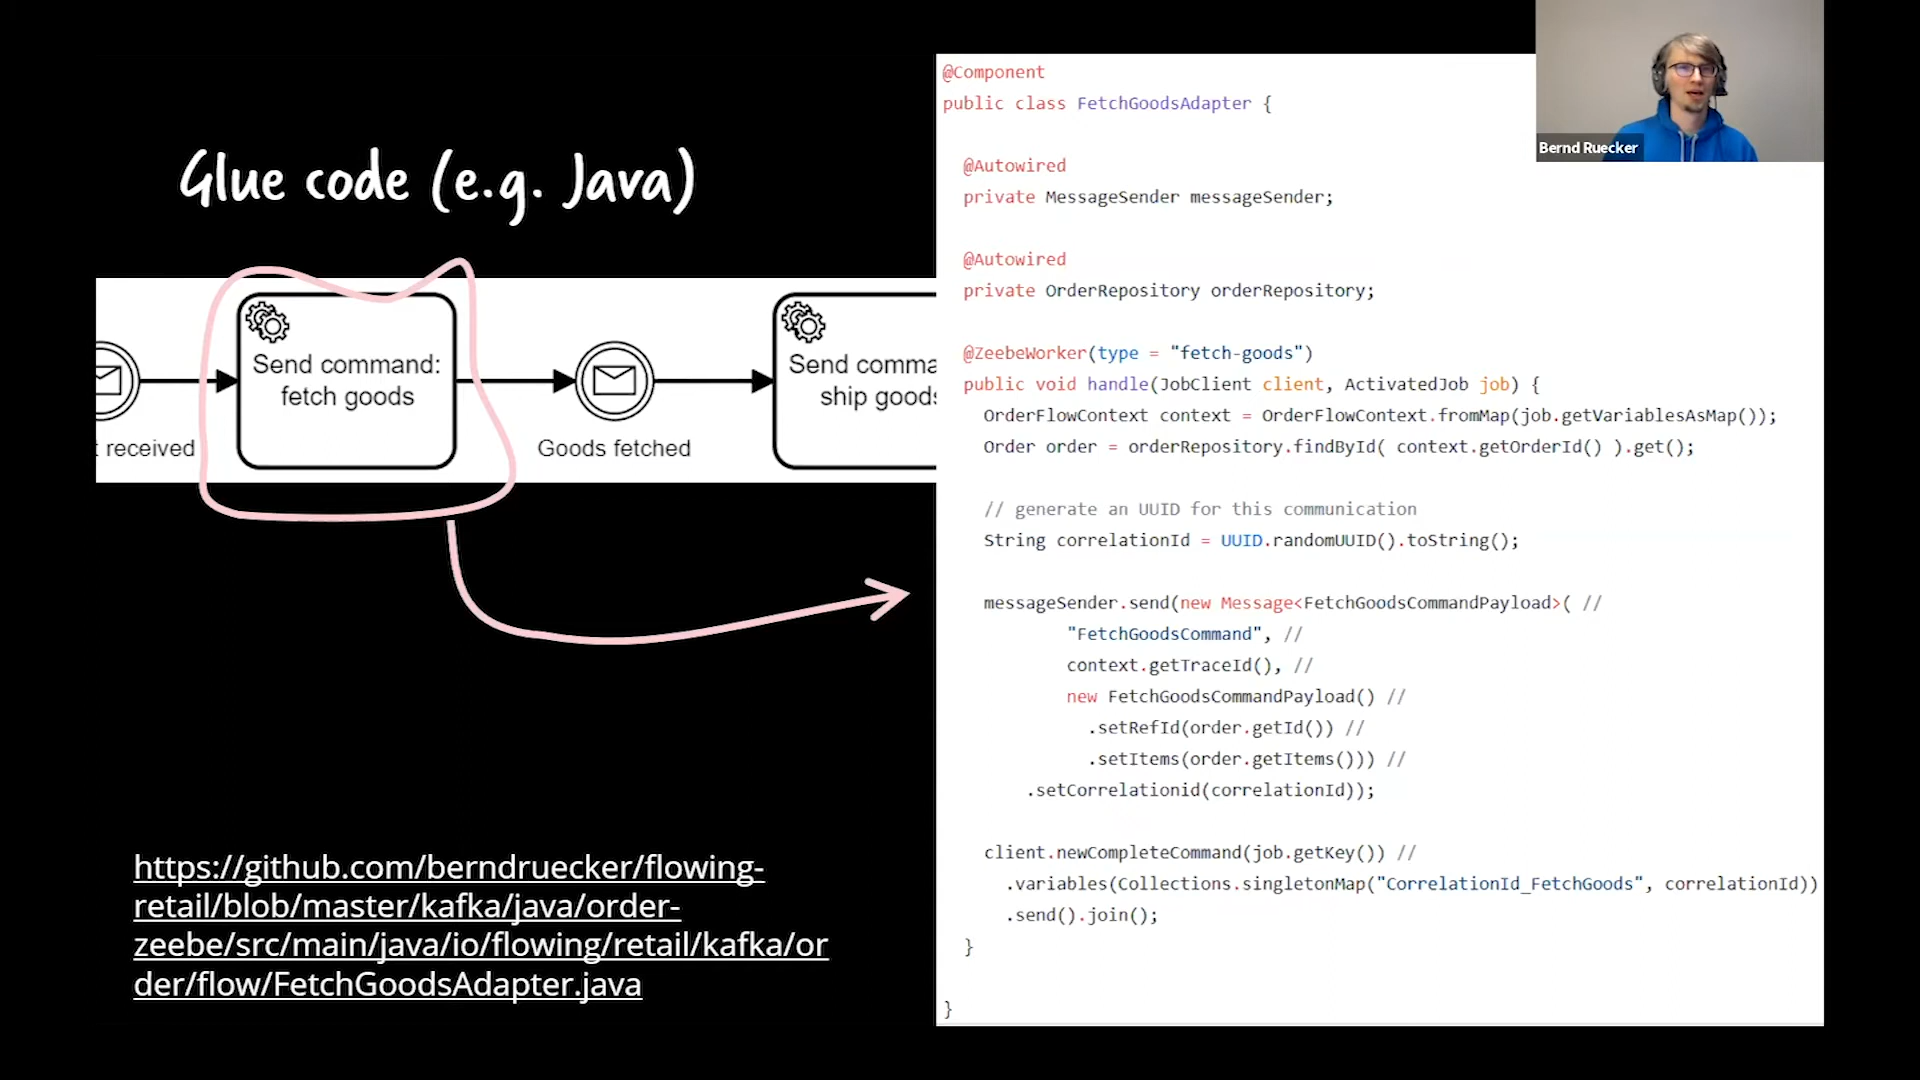 Glue code (e.g. Java)
Send command:
fetch goods
received
Goods fetched
Send comma
ship goods
https://github.com/berndruecker/flowing-
retail/blob/master/kafka/java/order-
zeebe/src/main/java/io/flowing/retail/kafka/or
der/flow/FetchGoodsAdapter.java
@Component
public class FetchGoodsAdapter {
@Autowired
private MessageSender messageSender;
@Autowired
private OrderRepository orderRepository;
@ZeebeWorker(type = "fetch-goods")
public void handle(JobClient client, ActivatedJob job) {
OrderFlowContext context = OrderFlowContext.fromMap(job.getVariablesAsMap());
Order order = orderRepository.findById( context.getOrderId() ).get();
// generate an UUID for this communication
String correlationId = UUID.randomUUID().toString();
messageSender.send(new Message<FetchGoodsCommandPayload>( //
"FetchGoodsCommand", //
context.getTraceId(), //
new FetchGoodsCommandPayload() //
.setRefId(order.getId()) //
.setItems(order.getItems())) //
.setCorrelationid(correlationId));
client.newCompleteCommand(job.getKey()) //
.variables(Collections.singletonMap("CorrelationId_FetchGoods", correlationId))
.send().join();
}
}
Bernd Ruecker